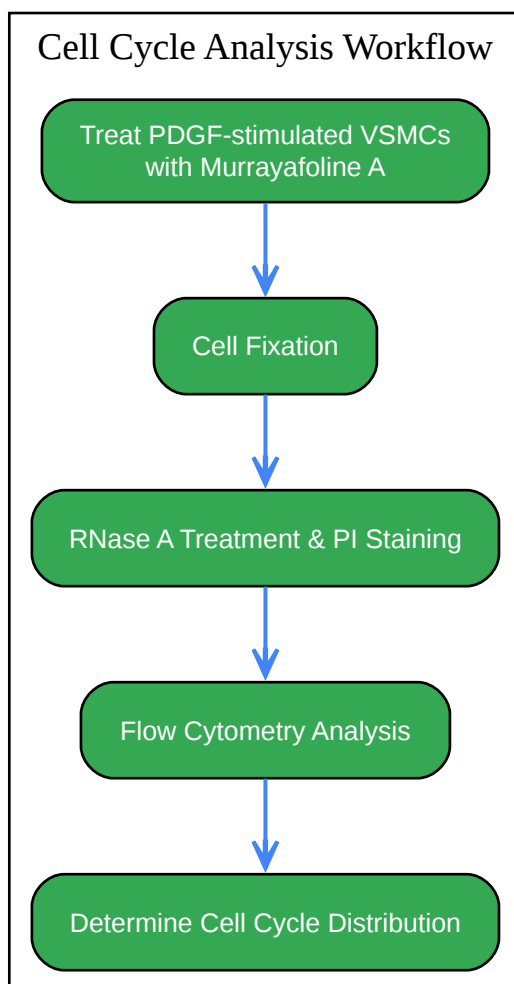 Cell Cycle Analysis Workflow
Treat PDGF-stimulated VSMCs
with Murrayafoline A
Cell Fixation
RNase A Treatment & PI Staining
Flow Cytometry Analysis
Determine Cell Cycle Distribution